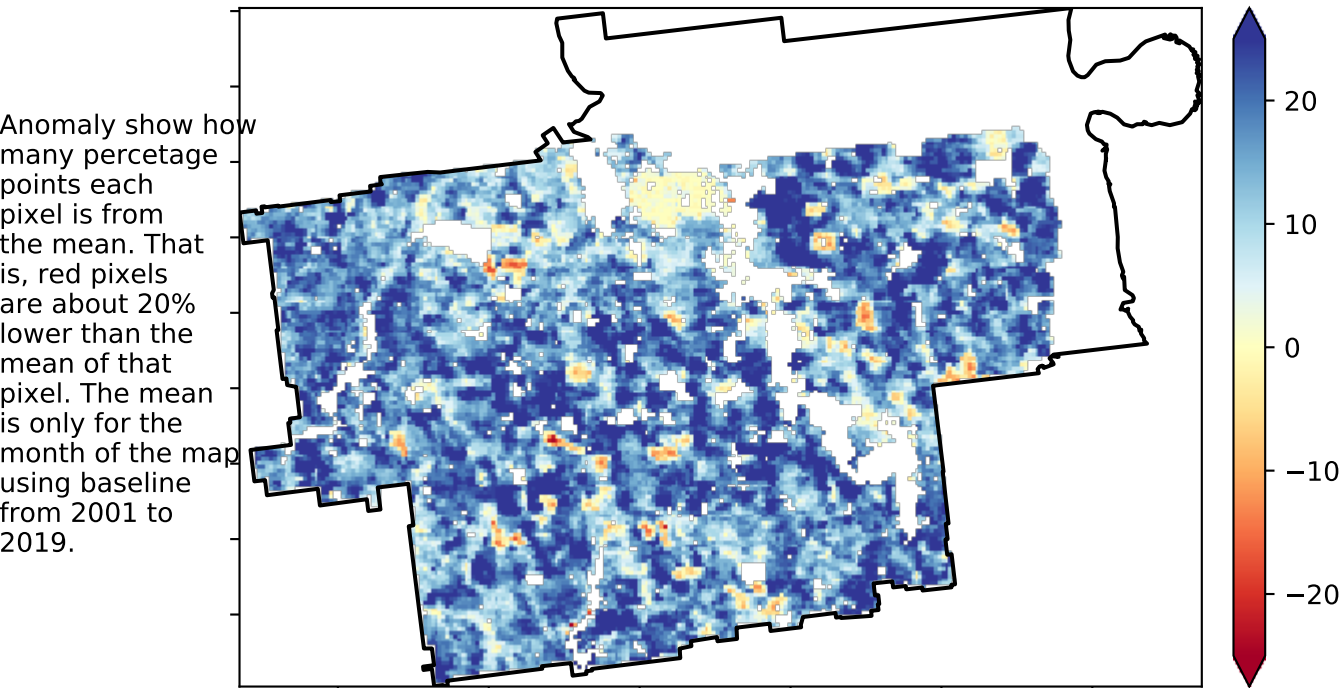 Anomaly show how
many percetage
points each
pixel is from
the mean. That
is, red pixels
are about 20%
lower than the
mean of that
pixel. The mean
is only for the
month of the map
using baseline
from 2001 to
2019.
20
10
0
−10
−20